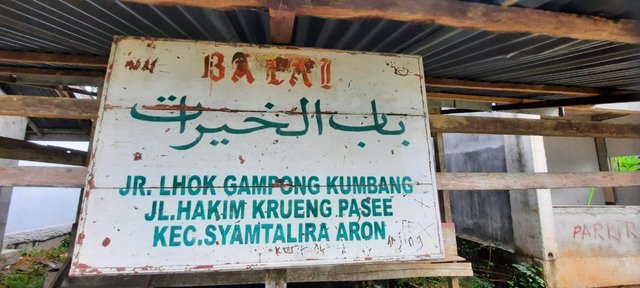 BALAI
باب الخيرات
JR. LHOK GAMPONG KUMBANG
JL.HAKIM KRUENG PASEE
KEC.SYAMTALIRA ARON
PARKIR